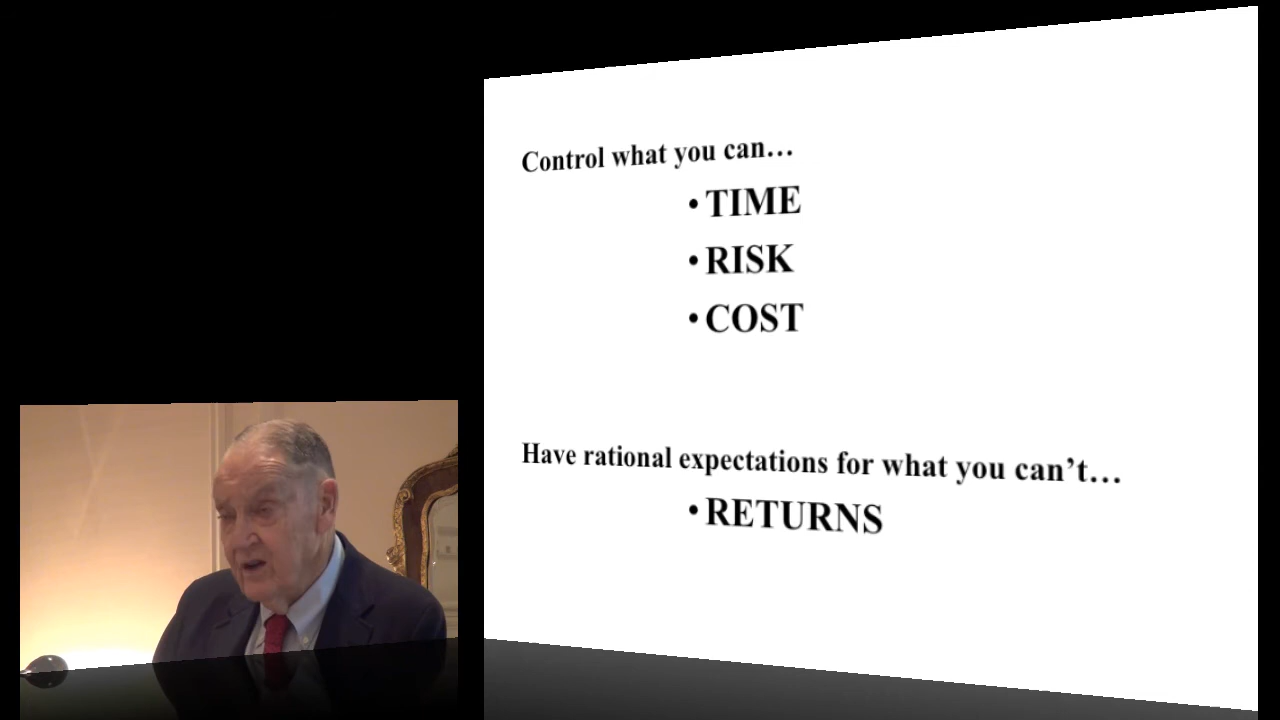 Control what you can…
• TIME
• RISK
• COST
Have rational expectations for what you can’t…
• RETURNS